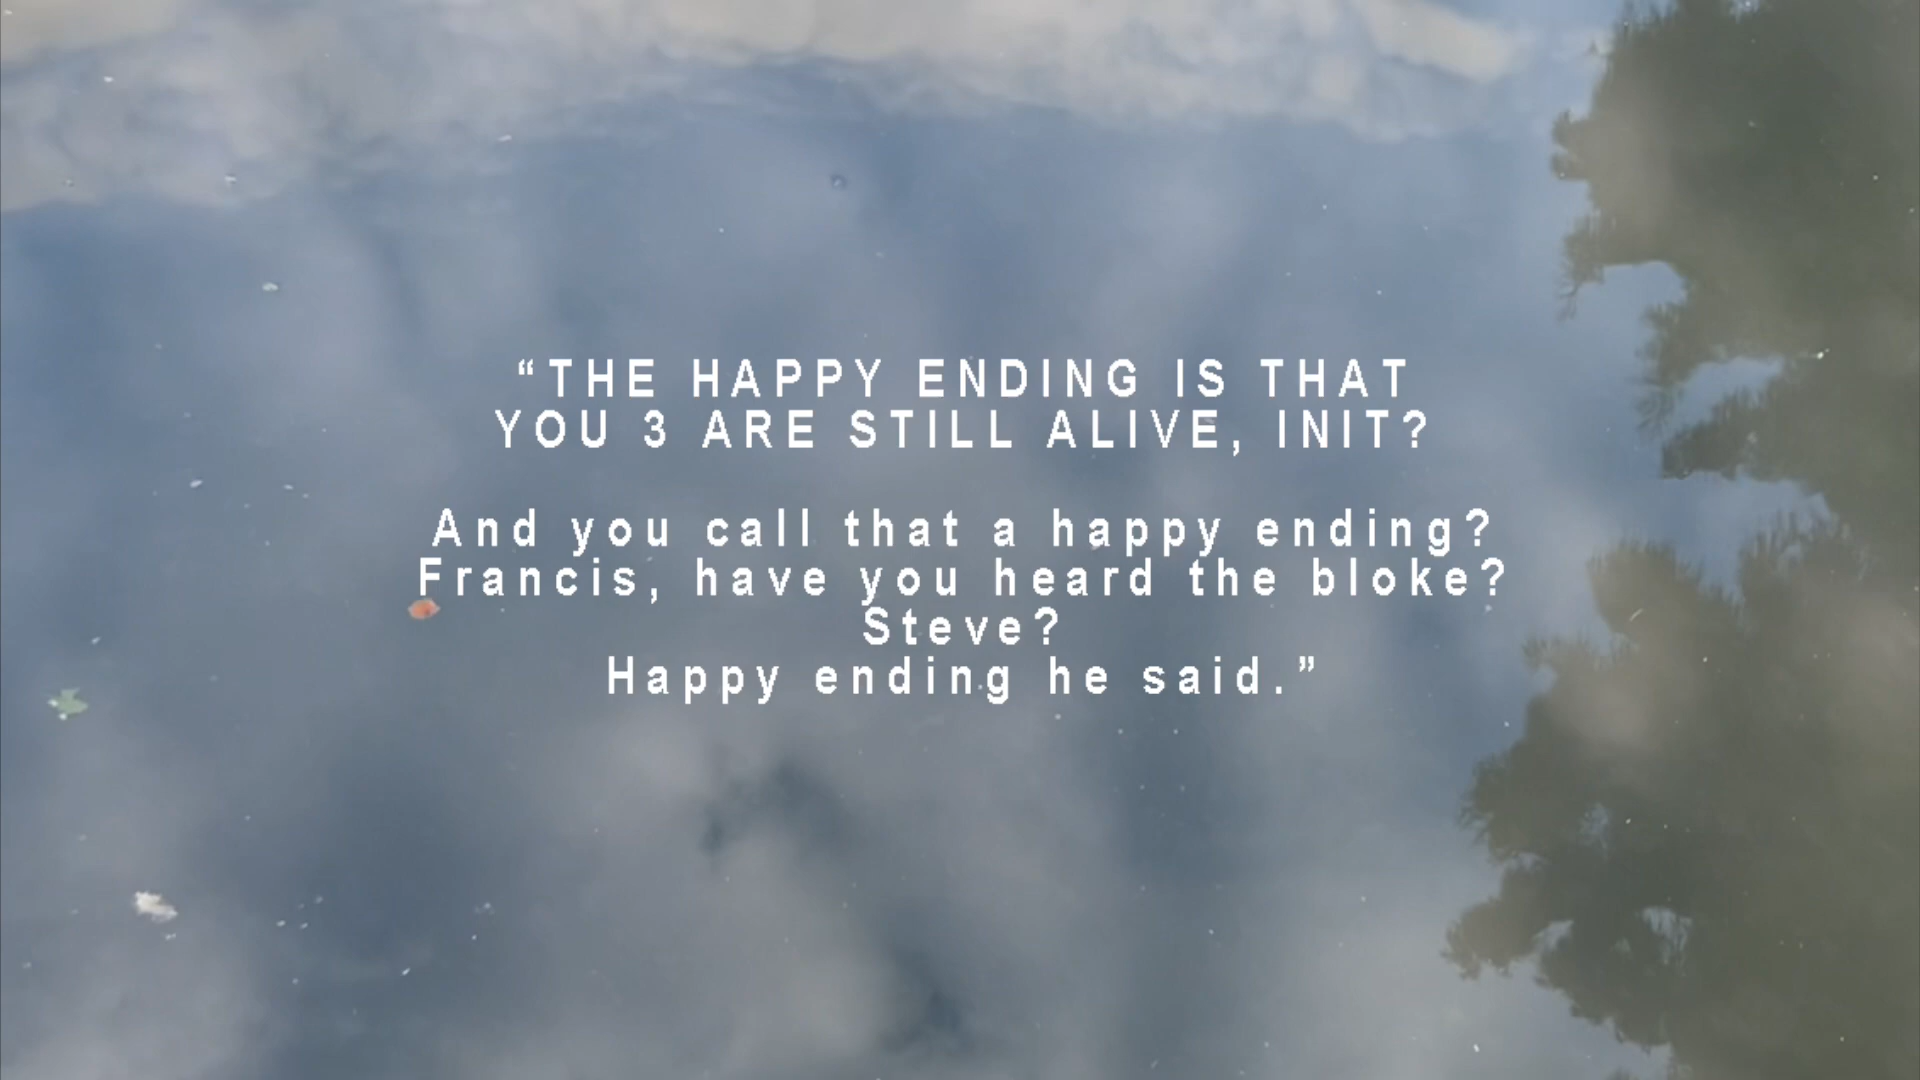 “THE HAPPY ENDING IS THAT
YOU 3 ARE STILL ALIVE, INIT?
And you call that a happy ending?
Francis, have you heard the bloke?
Steve?
Happy ending he said.”